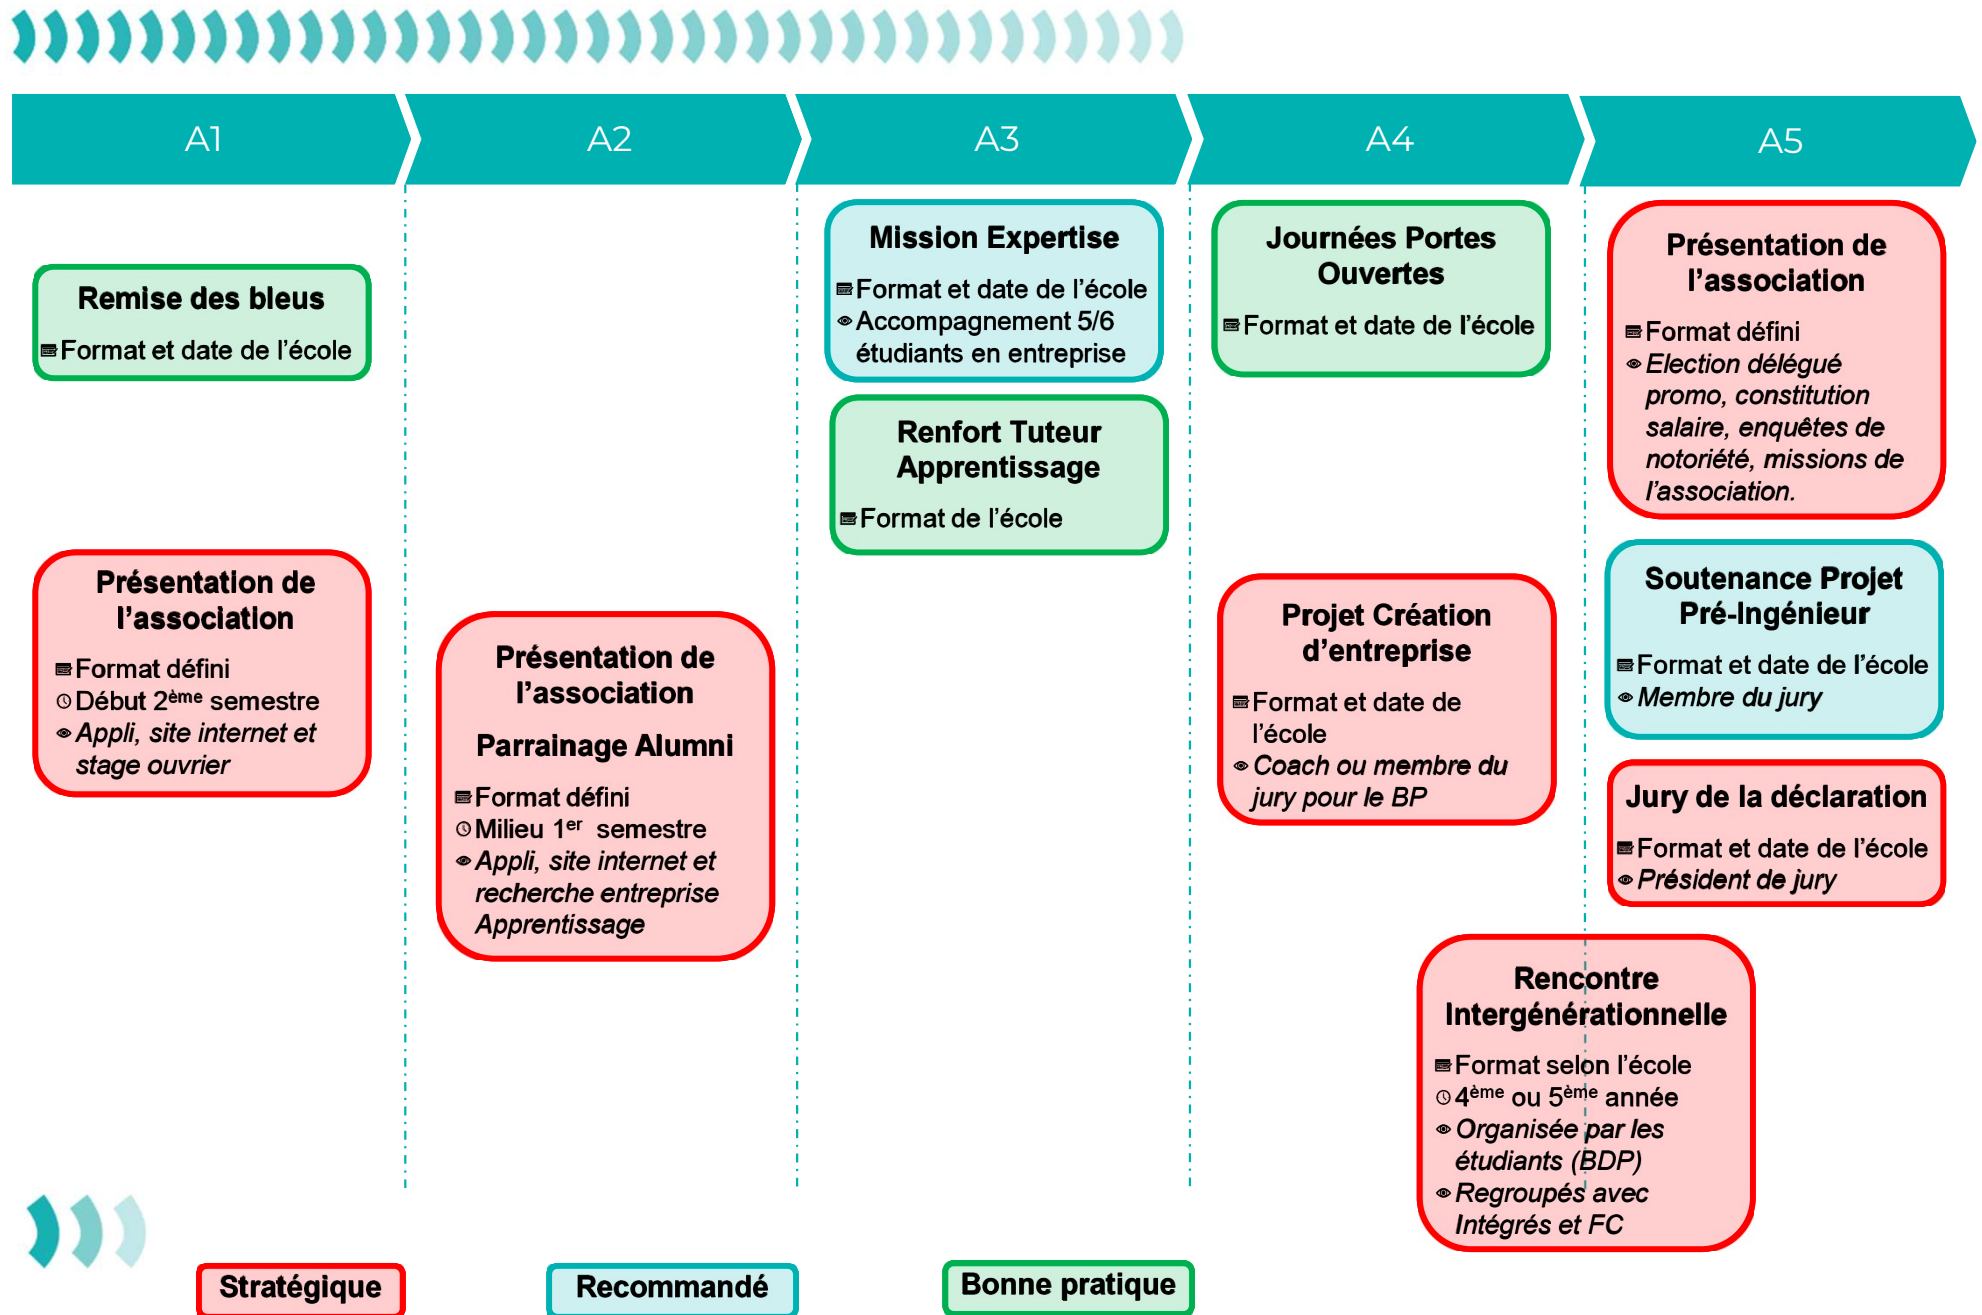 A1
A2
A3
A4
A5
Remise des bleus
Format et date de l'école
Présentation de
l'association
Format défini
Début 2ème semestre
Appli, site internet et
stage ouvrier
Présentation de
l'association
Parrainage Alumni
Format défini
Milieu 1er semestre
Appli, site internet et
recherche entreprise
Apprentissage
Mission Expertise
Format et date de l'école
Accompagnement 5/6
étudiants en entreprise
Renfort Tuteur
Apprentissage
Format de l'école
Journées Portes
Ouvertes
Format et date de l'école
Projet Création
d'entreprise
Format et date de
l'école
Coach ou membre du
jury pour le BP
Présentation de
l'association
Format défini
Election délégué
promo, constitution
salaire, enquêtes de
notoriété, missions de
l'association.
Soutenance Projet
Pré-Ingénieur
Format et date de l'école
Membre du jury
Jury de la déclaration
Format et date de l'école
Président de jury
Rencontre
Intergénérationnelle
Format selon l'école
4ème ou 5ème année
Organisée par les
étudiants (BDP)
Regroupés avec
Intégrés et FC
Stratégique
Recommandé
Bonne pratique